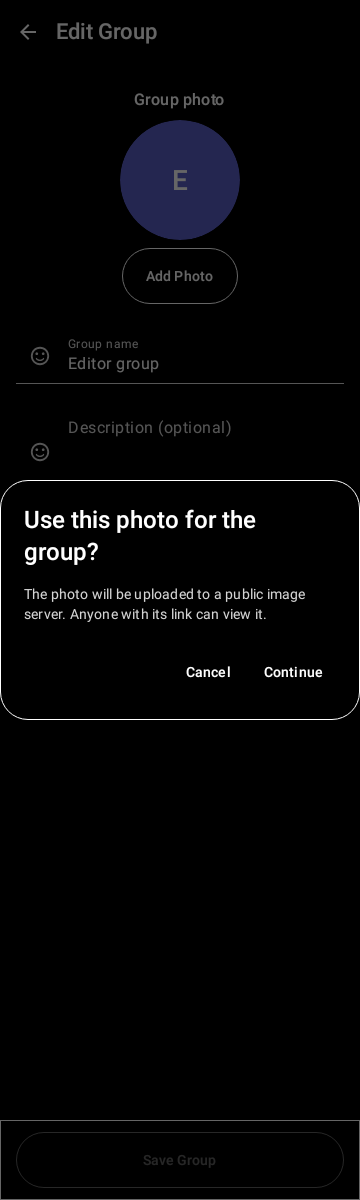 Edit Group
Group photo
E
Add Photo
Group name
Editor group
Description (optional)
Use this photo for the
group?
The photo will be uploaded to a public image
server. Anyone with its link can view it.
Cancel
Continue
Save Group